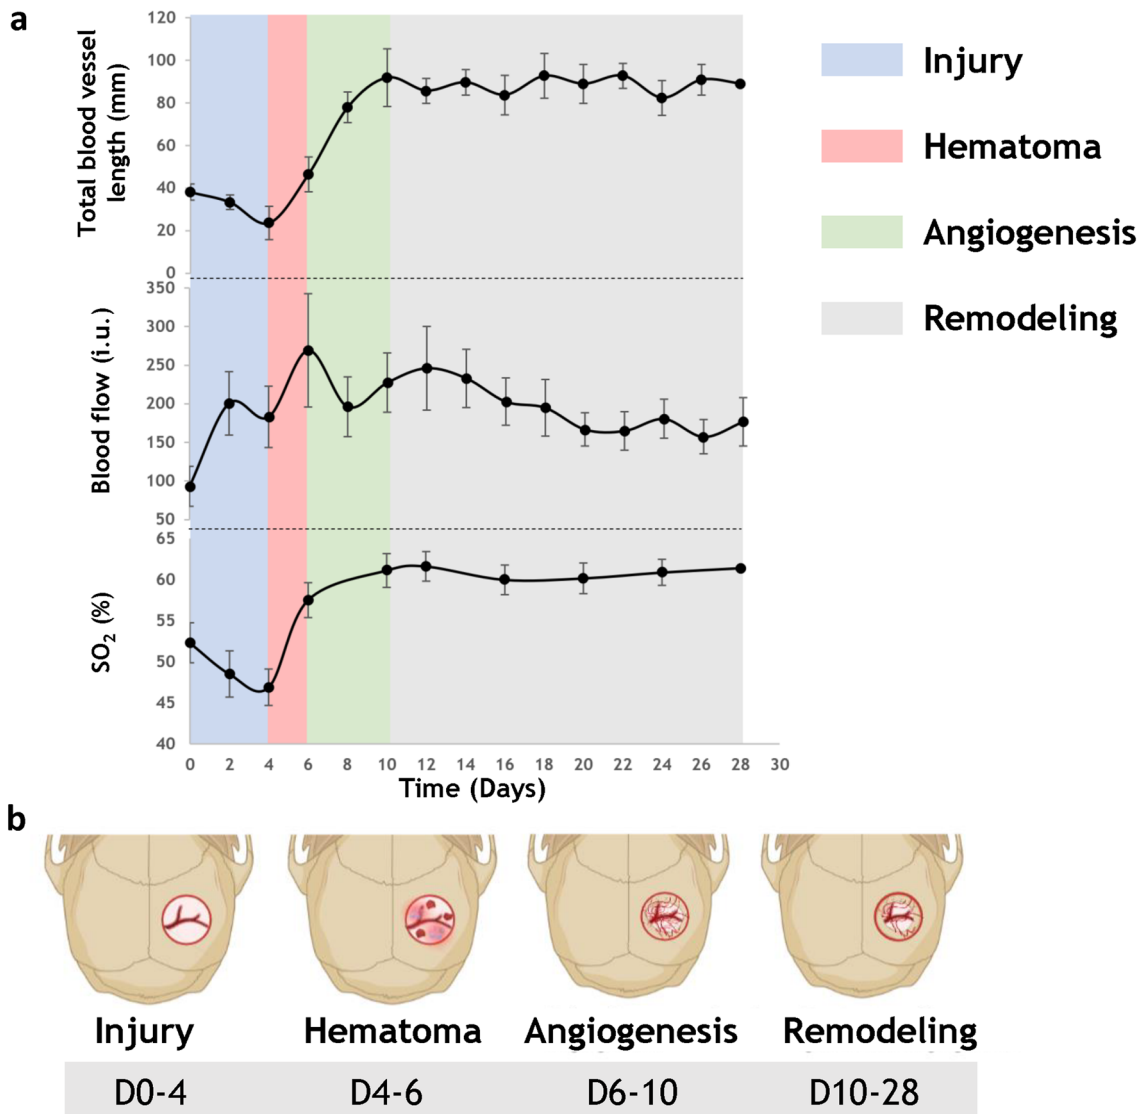 a
Total blood vessel
length (mm)
120
100
80
60
40
20
0
Blood flow (i.u.)
350
300
250
200
150
100
50
SO2 (%)
65
60
55
50
45
40
0 2 4 6 8 10 12 14 16 18 20 22 24 26 28 30
Time (Days)
Injury
Hematoma
Angiogenesis
Remodeling
b
Injury Hematoma Angiogenesis Remodeling
D0-4 D4-6 D6-10 D10-28